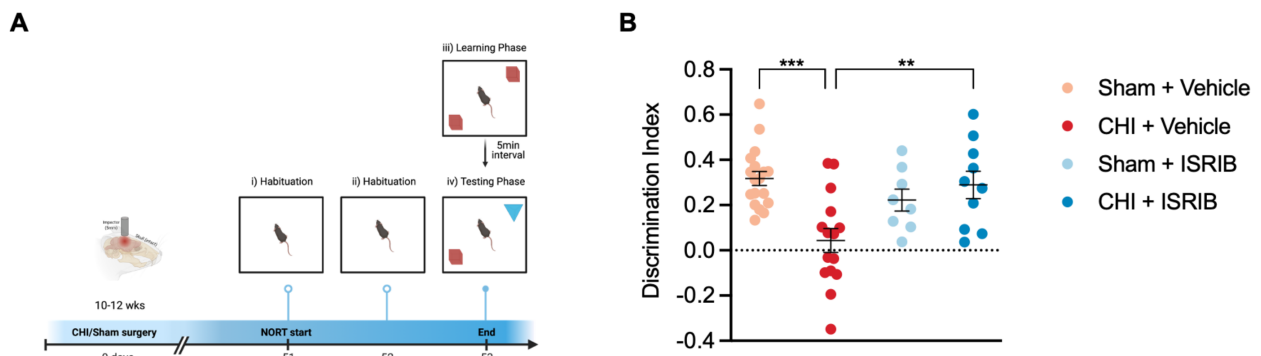 A
iii) Learning Phase
5min
interval
i) Habituation
ii) Habituation
iv) Testing Phase
10-12 wks
CHI/Sham surgery
NORT start
End
B
Discrimination Index
0.8
0.6
0.4
0.2
0.0
-0.2
-0.4
***
**
Sham + Vehicle
CHI + Vehicle
Sham + ISRIB
CHI + ISRIB